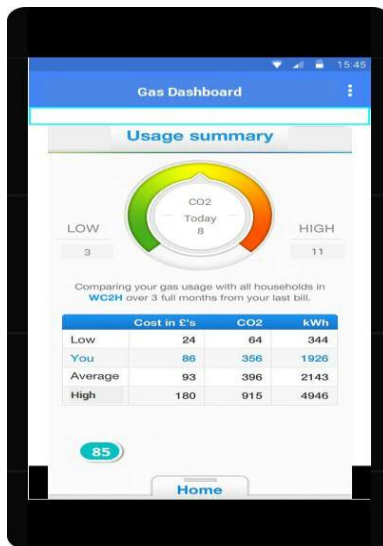 15:45
Gas Dashboard
Usage summary
CO2
Today
8
LOW
HIGH
3
11
Comparing your gas usage with all households in
WC2H over 3 full months from your last bill.
Cost in £'s CO2 kWh
Low 24 64 344
You 86 356 1926
Average 93 396 2143
High 180 915 4946
85
Home